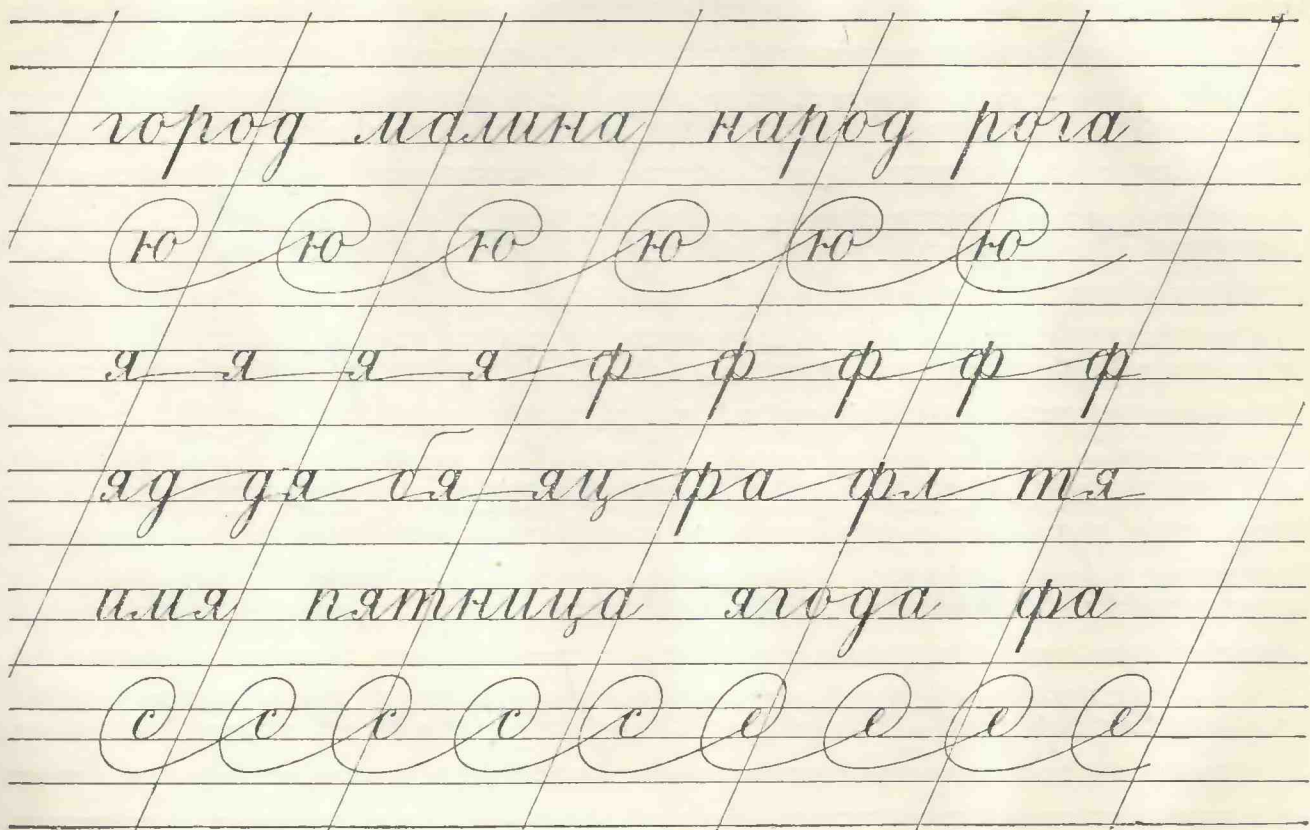 город малина народ рога
ю ю ю ю ю ю
я я я я ф ф ф ф ф
яд дя бя яц фа фл тя
имя пятница ягода фа
с с с с с е е е е